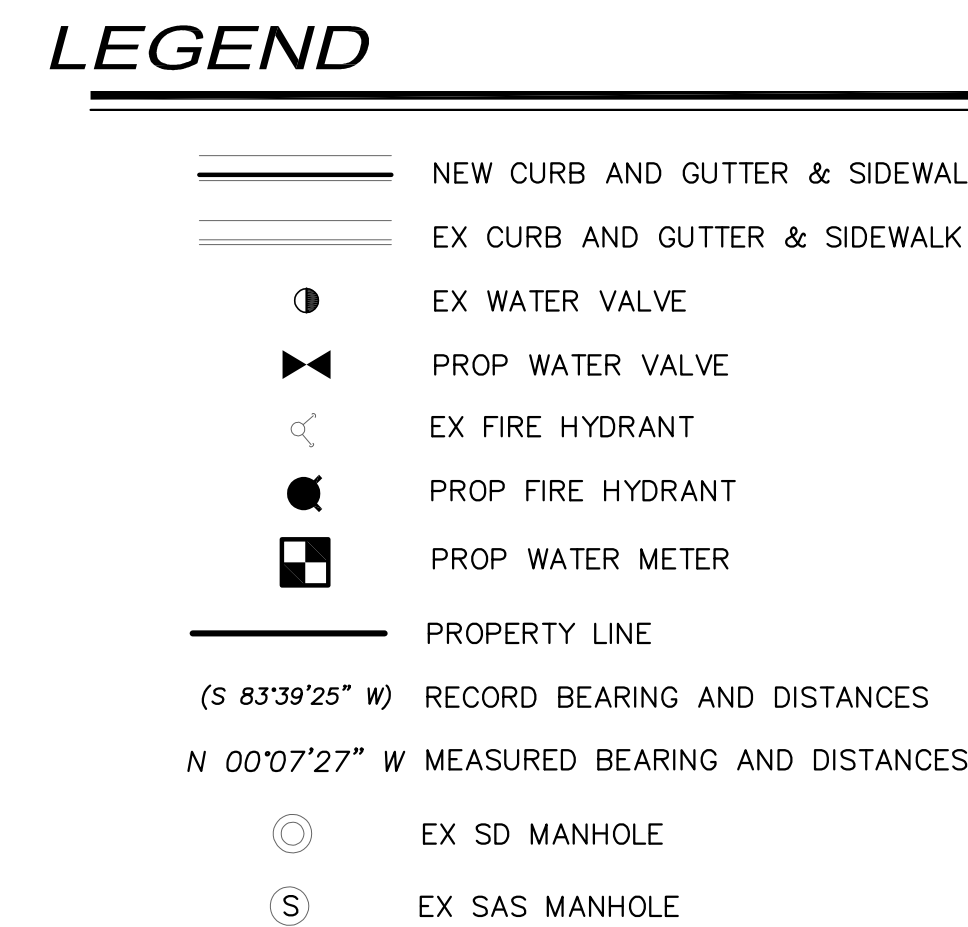 LEGEND
NEW CURB AND GUTTER & SIDEWAL
EX CURB AND GUTTER & SIDEWALK
EX WATER VALVE
PROP WATER VALVE
EX FIRE HYDRANT
PROP FIRE HYDRANT
PROP WATER METER
PROPERTY LINE
(S 83°39'25" W) RECORD BEARING AND DISTANCES
N 00°07'27" W MEASURED BEARING AND DISTANCES
EX SD MANHOLE
S EX SAS MANHOLE